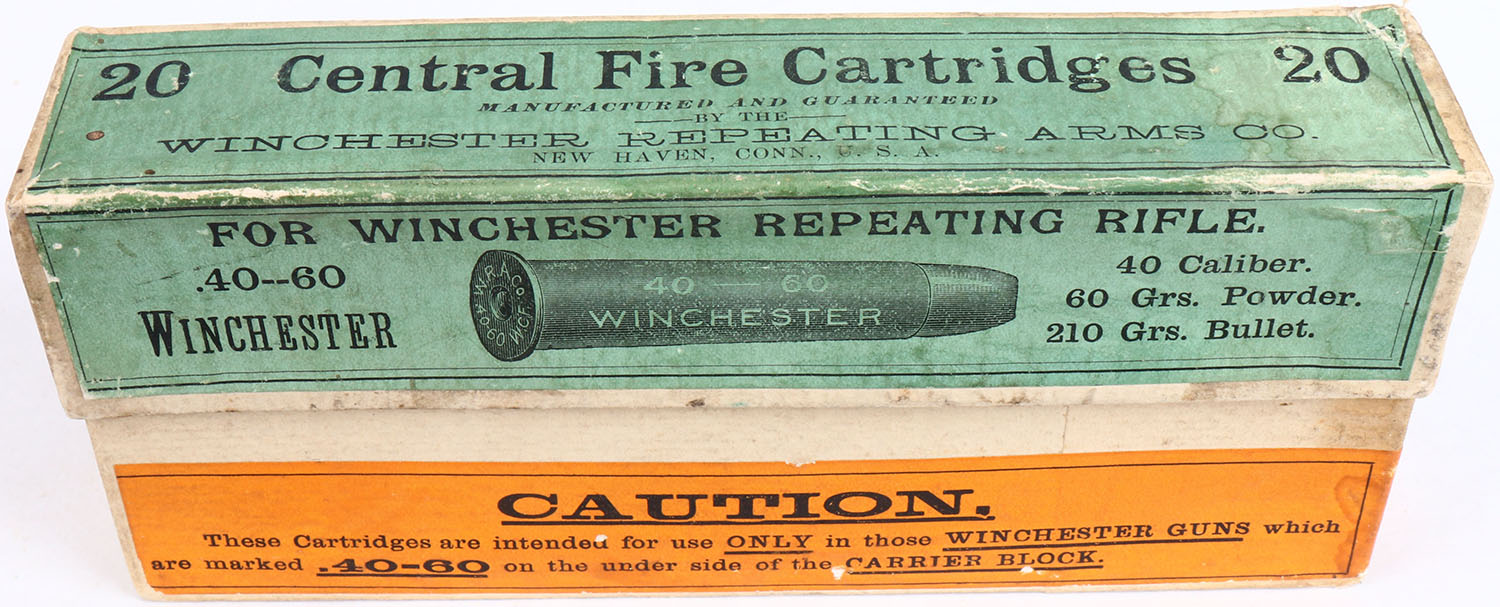 20 Central Fire Cartridges 20
MANUFACTURED AND GUARANTEED
BY THE
WINCHESTER REPEATING ARMS CO.
NEW HAVEN, CONN., U. S. A.
FOR WINCHESTER REPEATING RIFLE.
.40--60
WINCHESTER
W.R.A.Co.
.40-60 W.C.F.
40 — 60
WINCHESTER
40 Caliber.
60 Grs. Powder.
210 Grs. Bullet.
CAUTION.
These Cartridges are intended for use ONLY in those WINCHESTER GUNS which
are marked .40-60 on the under side of the CARRIER BLOCK.